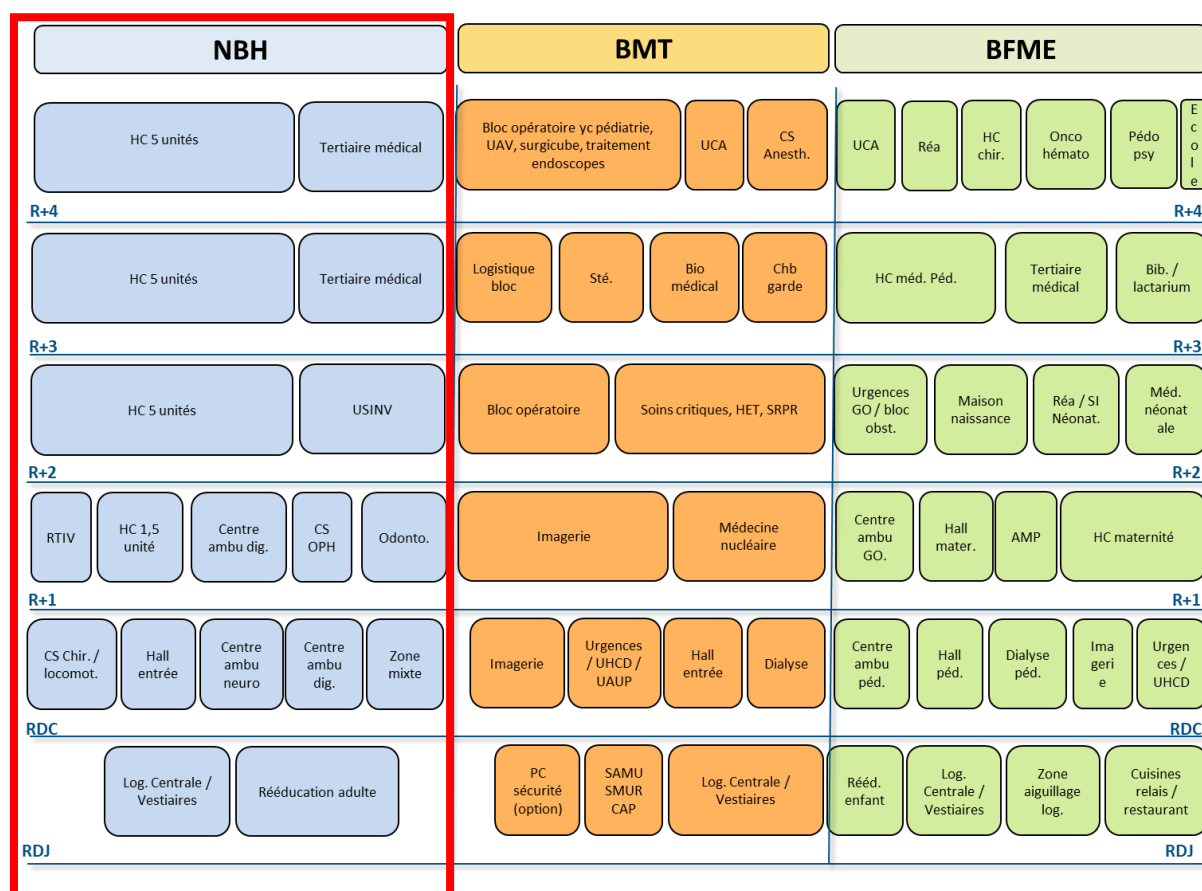 NBH
BMT
BFME
HC 5 unités
Tertiaire médical
Bloc opératoire yc pédiatrie,
UAV, surgicube, traitement
endoscopes
UCA
CS
Anesth.
UCA
Réa
HC
chir.
Onco
hémato
Pédo
psy
E
c
o
l
e
R+4
R+4
HC 5 unités
Tertiaire médical
Logistique
bloc
Sté.
Bio
médical
Chb
garde
HC méd. Péd.
Tertiaire
médical
Bib. /
lactarium
R+3
R+3
HC 5 unités
USINV
Bloc opératoire
Soins critiques, HET, SRPR
Urgences
GO / bloc
obst.
Maison
naissance
Réa / SI
Néonat.
Méd.
néonat
ale
R+2
R+2
RTIV
HC 1,5
unité
Centre
ambu dig.
CS
OPH
Odonto.
Imagerie
Médecine
nucléaire
Centre
ambu
GO.
Hall
mater.
AMP
HC maternité
R+1
R+1
CS Chir. /
locomot.
Hall
entrée
Centre
ambu
neuro
Centre
ambu
dig.
Zone
mixte
Imagerie
Urgences
/ UHCD /
UAUP
Hall
entrée
Dialyse
Centre
ambu
péd.
Hall
péd.
Dialyse
péd.
Ima
geri
e
Urgen
ces /
UHCD
RDC
RDC
Log. Centrale /
Vestiaires
Rééducation adulte
PC
sécurité
(option)
SAMU
SMUR
CAP
Log. Centrale /
Vestiaires
Rééd.
enfant
Log.
Centrale /
Vestiaires
Zone
aiguillage
log.
Cuisines
relais /
restaurant
RDJ
RDJ